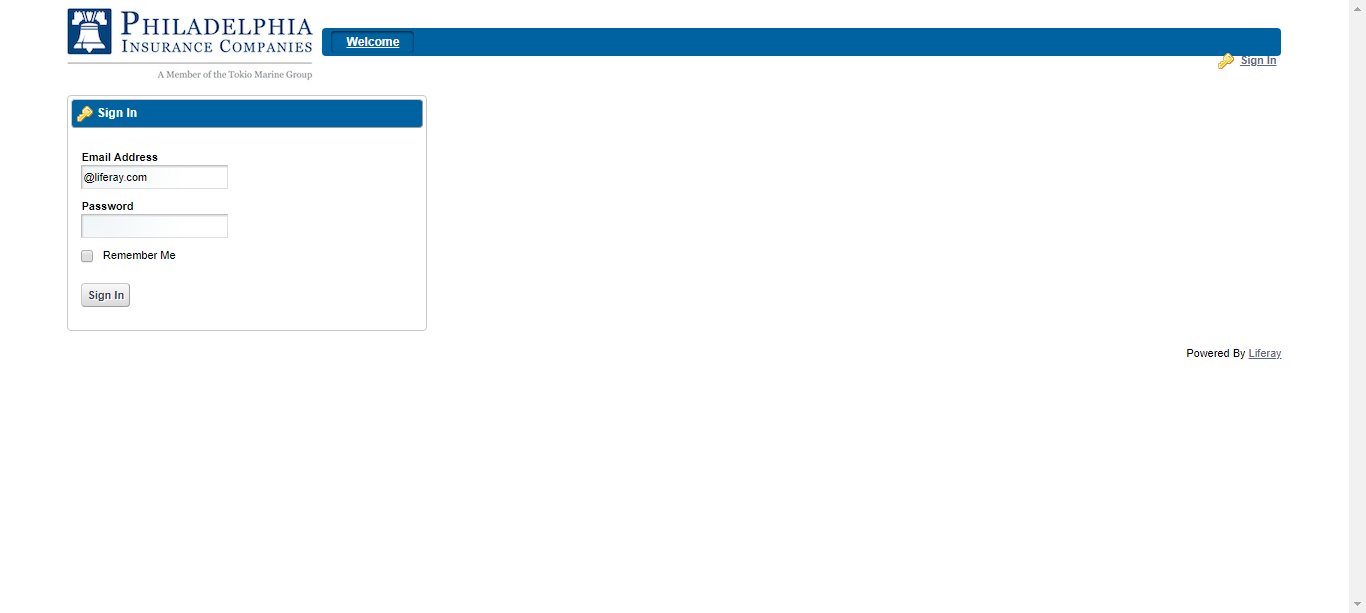 PHILADELPHIA
INSURANCE COMPANIES
A Member of the Tokio Marine Group
Welcome
Sign In
Sign In
Email Address
@liferay.com
Password
Remember Me
Sign In
Powered By Liferay